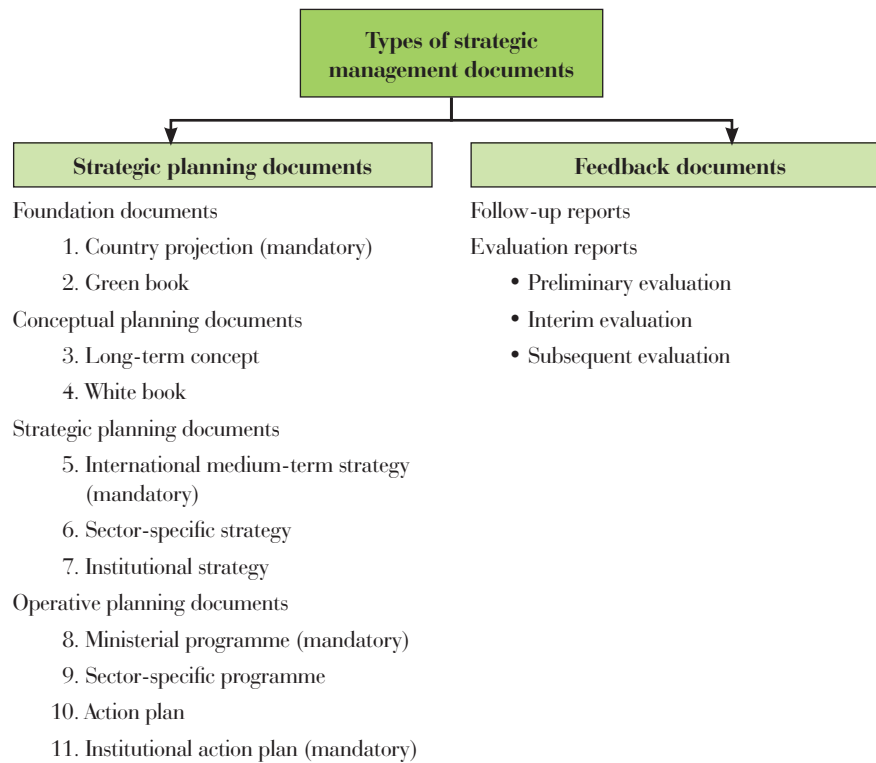 Types of strategic
management documents
Strategic planning documents
Foundation documents
1. Country projection (mandatory)
2. Green book
Conceptual planning documents
3. Long-term concept
4. White book
Strategic planning documents
5. International medium-term strategy
(mandatory)
6. Sector-specific strategy
7. Institutional strategy
Operative planning documents
8. Ministerial programme (mandatory)
9. Sector-specific programme
10. Action plan
11. Institutional action plan (mandatory)
Feedback documents
Follow-up reports
Evaluation reports
• Preliminary evaluation
• Interim evaluation
• Subsequent evaluation